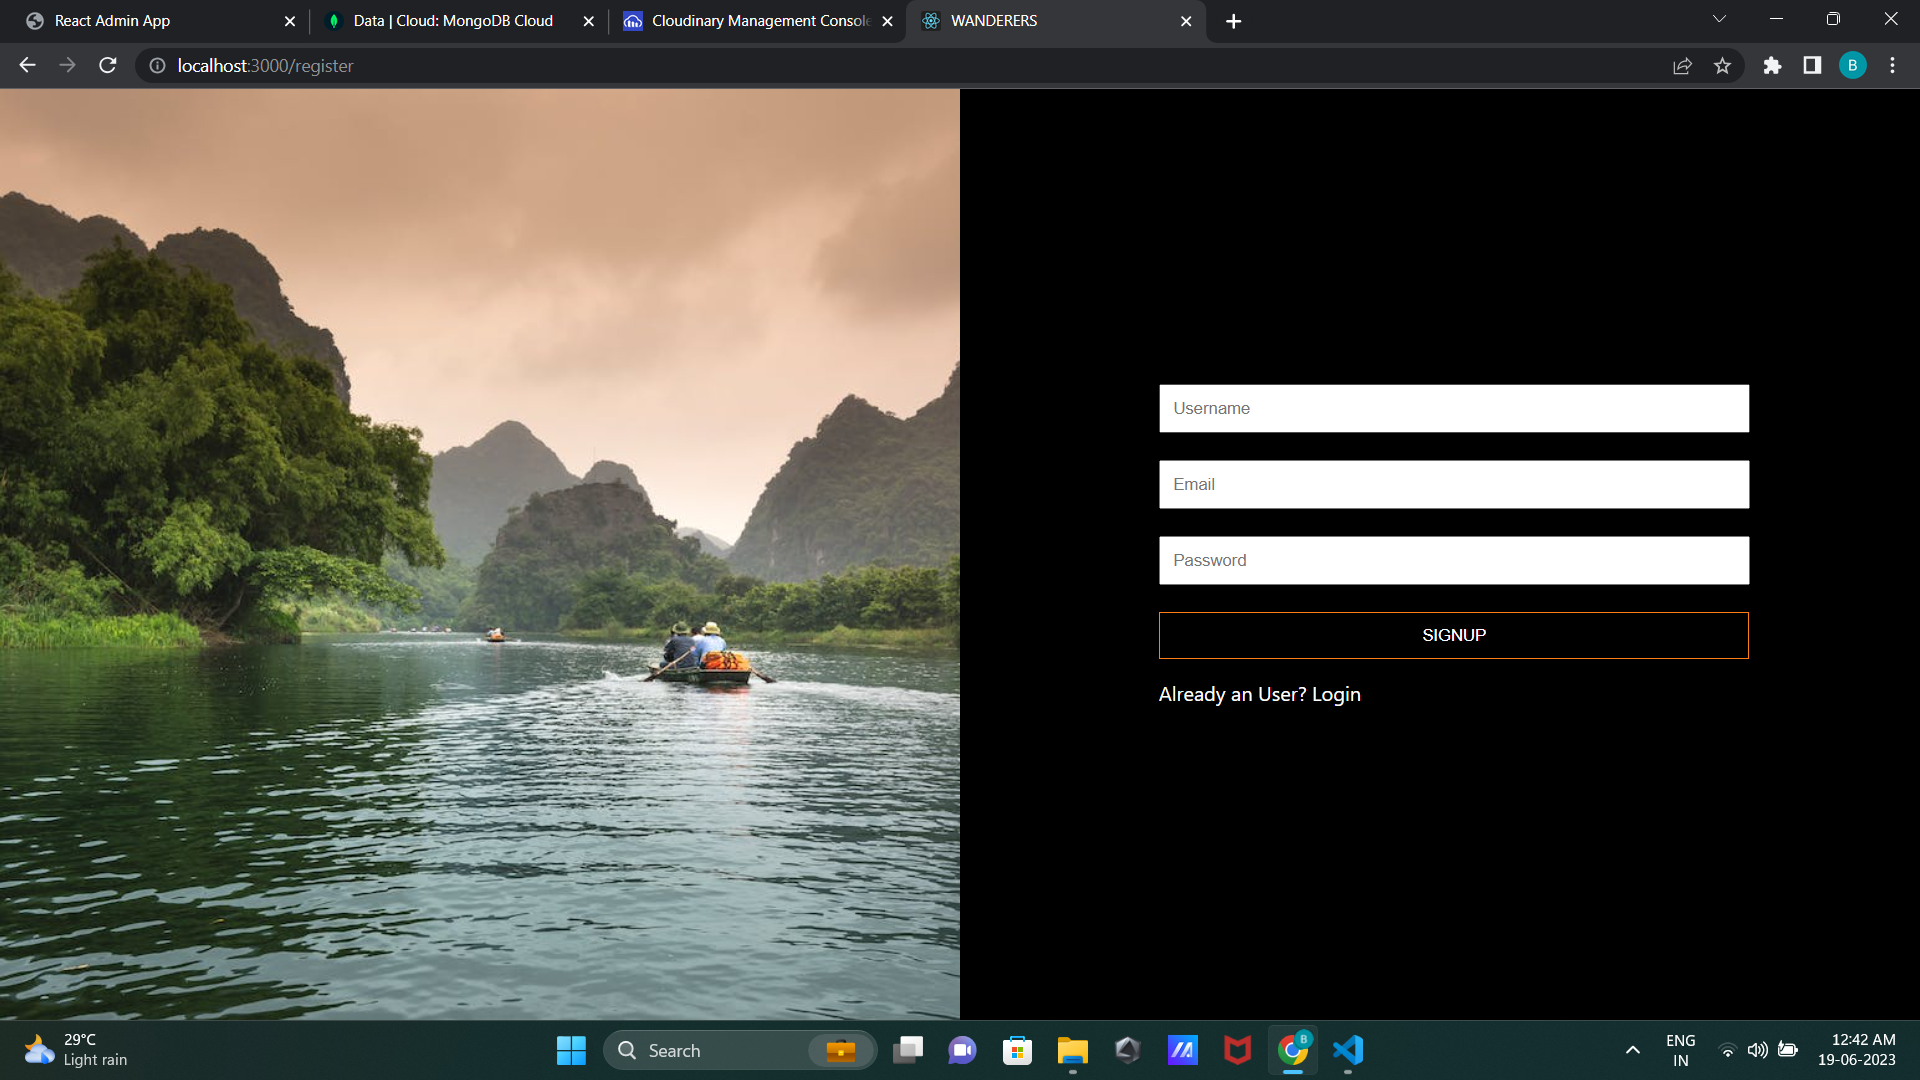 React Admin App
Data | Cloud: MongoDB Cloud
Cloudinary Management Console
WANDERERS
localhost:3000/register
B
Username
Email
Password
SIGNUP
Already an User? Login
29°C
Light rain
Search
B
ENG
IN
12:42 AM
19-06-2023